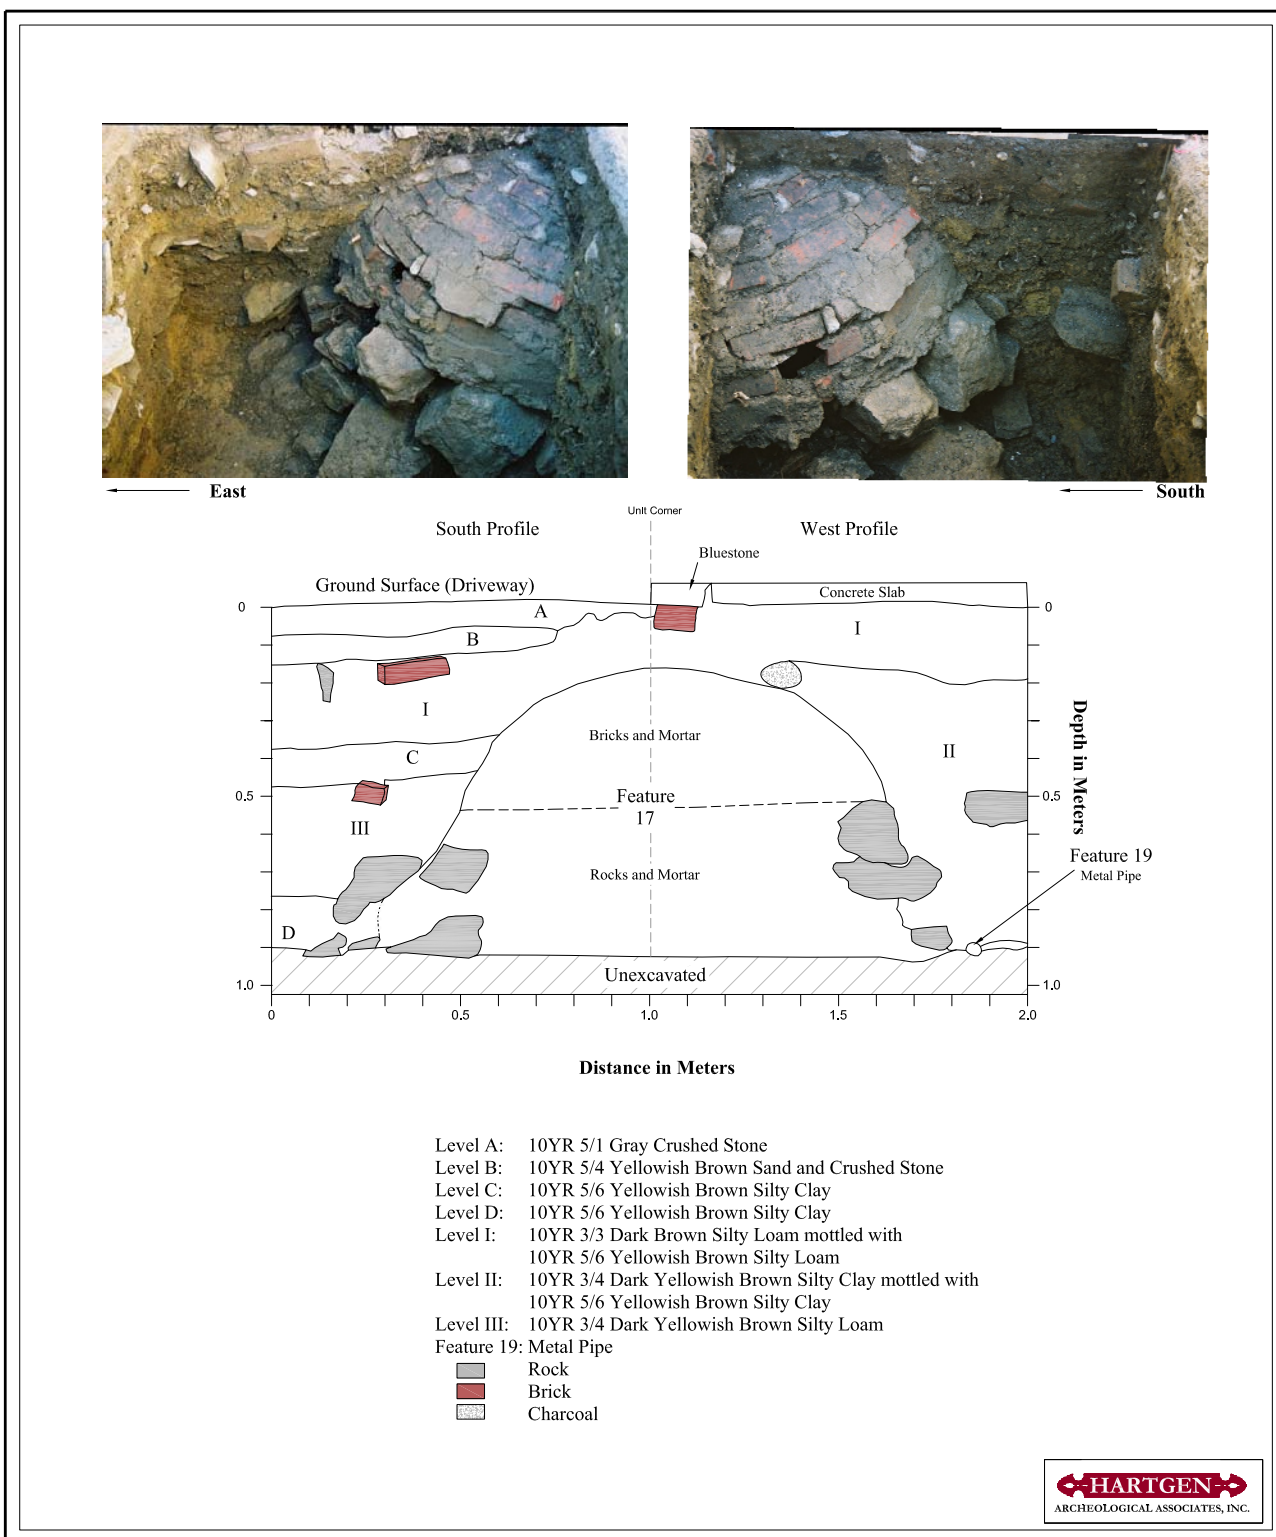 East
South
Unit Corner
South Profile
West Profile
Bluestone
Ground Surface (Driveway)
Concrete Slab
0
A
0
B
I
I
Bricks and Mortar
C
II
Depth in Meters
0.5
Feature
17
0.5
III
Feature 19
Metal Pipe
Rocks and Mortar
D
Unexcavated
1.0
1.0
0
0.5
1.0
1.5
2.0
Distance in Meters
Level A: 10YR 5/1 Gray Crushed Stone
Level B: 10YR 5/4 Yellowish Brown Sand and Crushed Stone
Level C: 10YR 5/6 Yellowish Brown Silty Clay
Level D: 10YR 5/6 Yellowish Brown Silty Clay
Level I: 10YR 3/3 Dark Brown Silty Loam mottled with
10YR 5/6 Yellowish Brown Silty Loam
Level II: 10YR 3/4 Dark Yellowish Brown Silty Clay mottled with
10YR 5/6 Yellowish Brown Silty Clay
Level III: 10YR 3/4 Dark Yellowish Brown Silty Loam
Feature 19: Metal Pipe
Rock
Brick
Charcoal
HARTGEN
ARCHEOLOGICAL ASSOCIATES, INC.